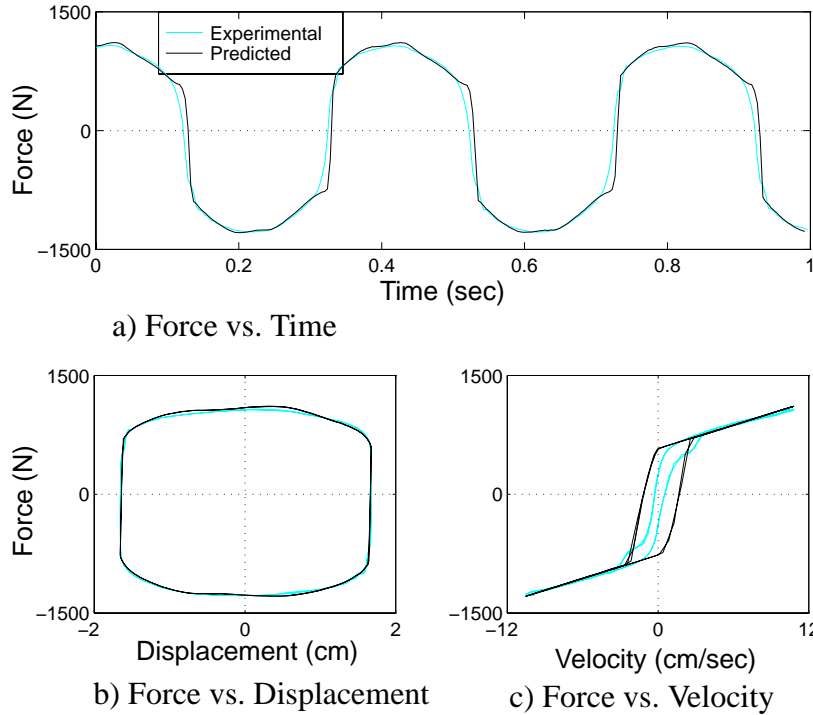 1500
Experimental
Predicted
Force (N)
0
−1500
0 0.2 0.4 0.6 0.8 1
Time (sec)
a) Force vs. Time
1500
Force (N)
0
−1500
−2 0 2
Displacement (cm)
b) Force vs. Displacement
1500
Force (N)
0
−1500
−12 0 12
Velocity (cm/sec)
c) Force vs. Velocity